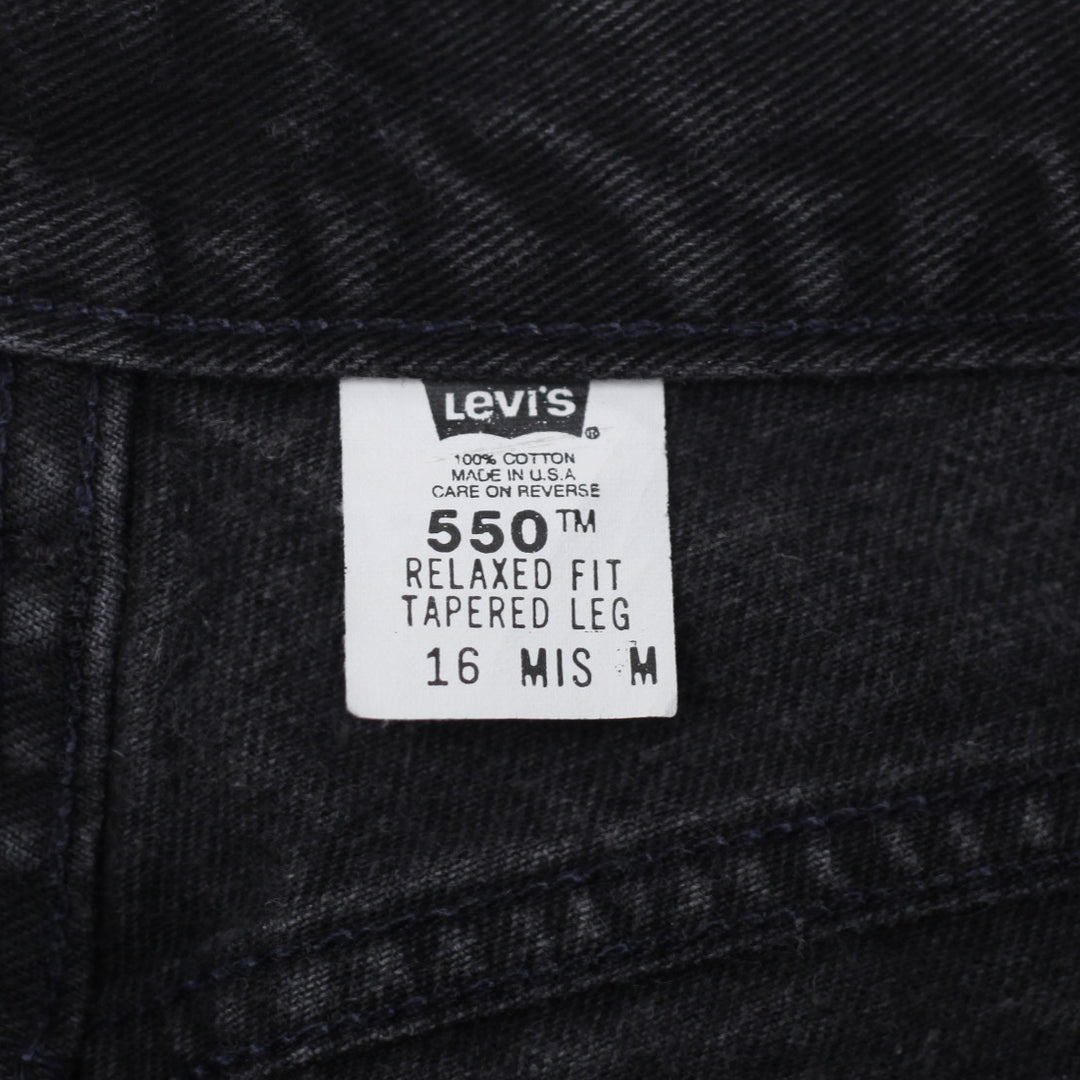 Levi's®
100% COTTON
MADE IN U.S.A
CARE ON REVERSE
550™
RELAXED FIT
TAPERED LEG
16 MIS M